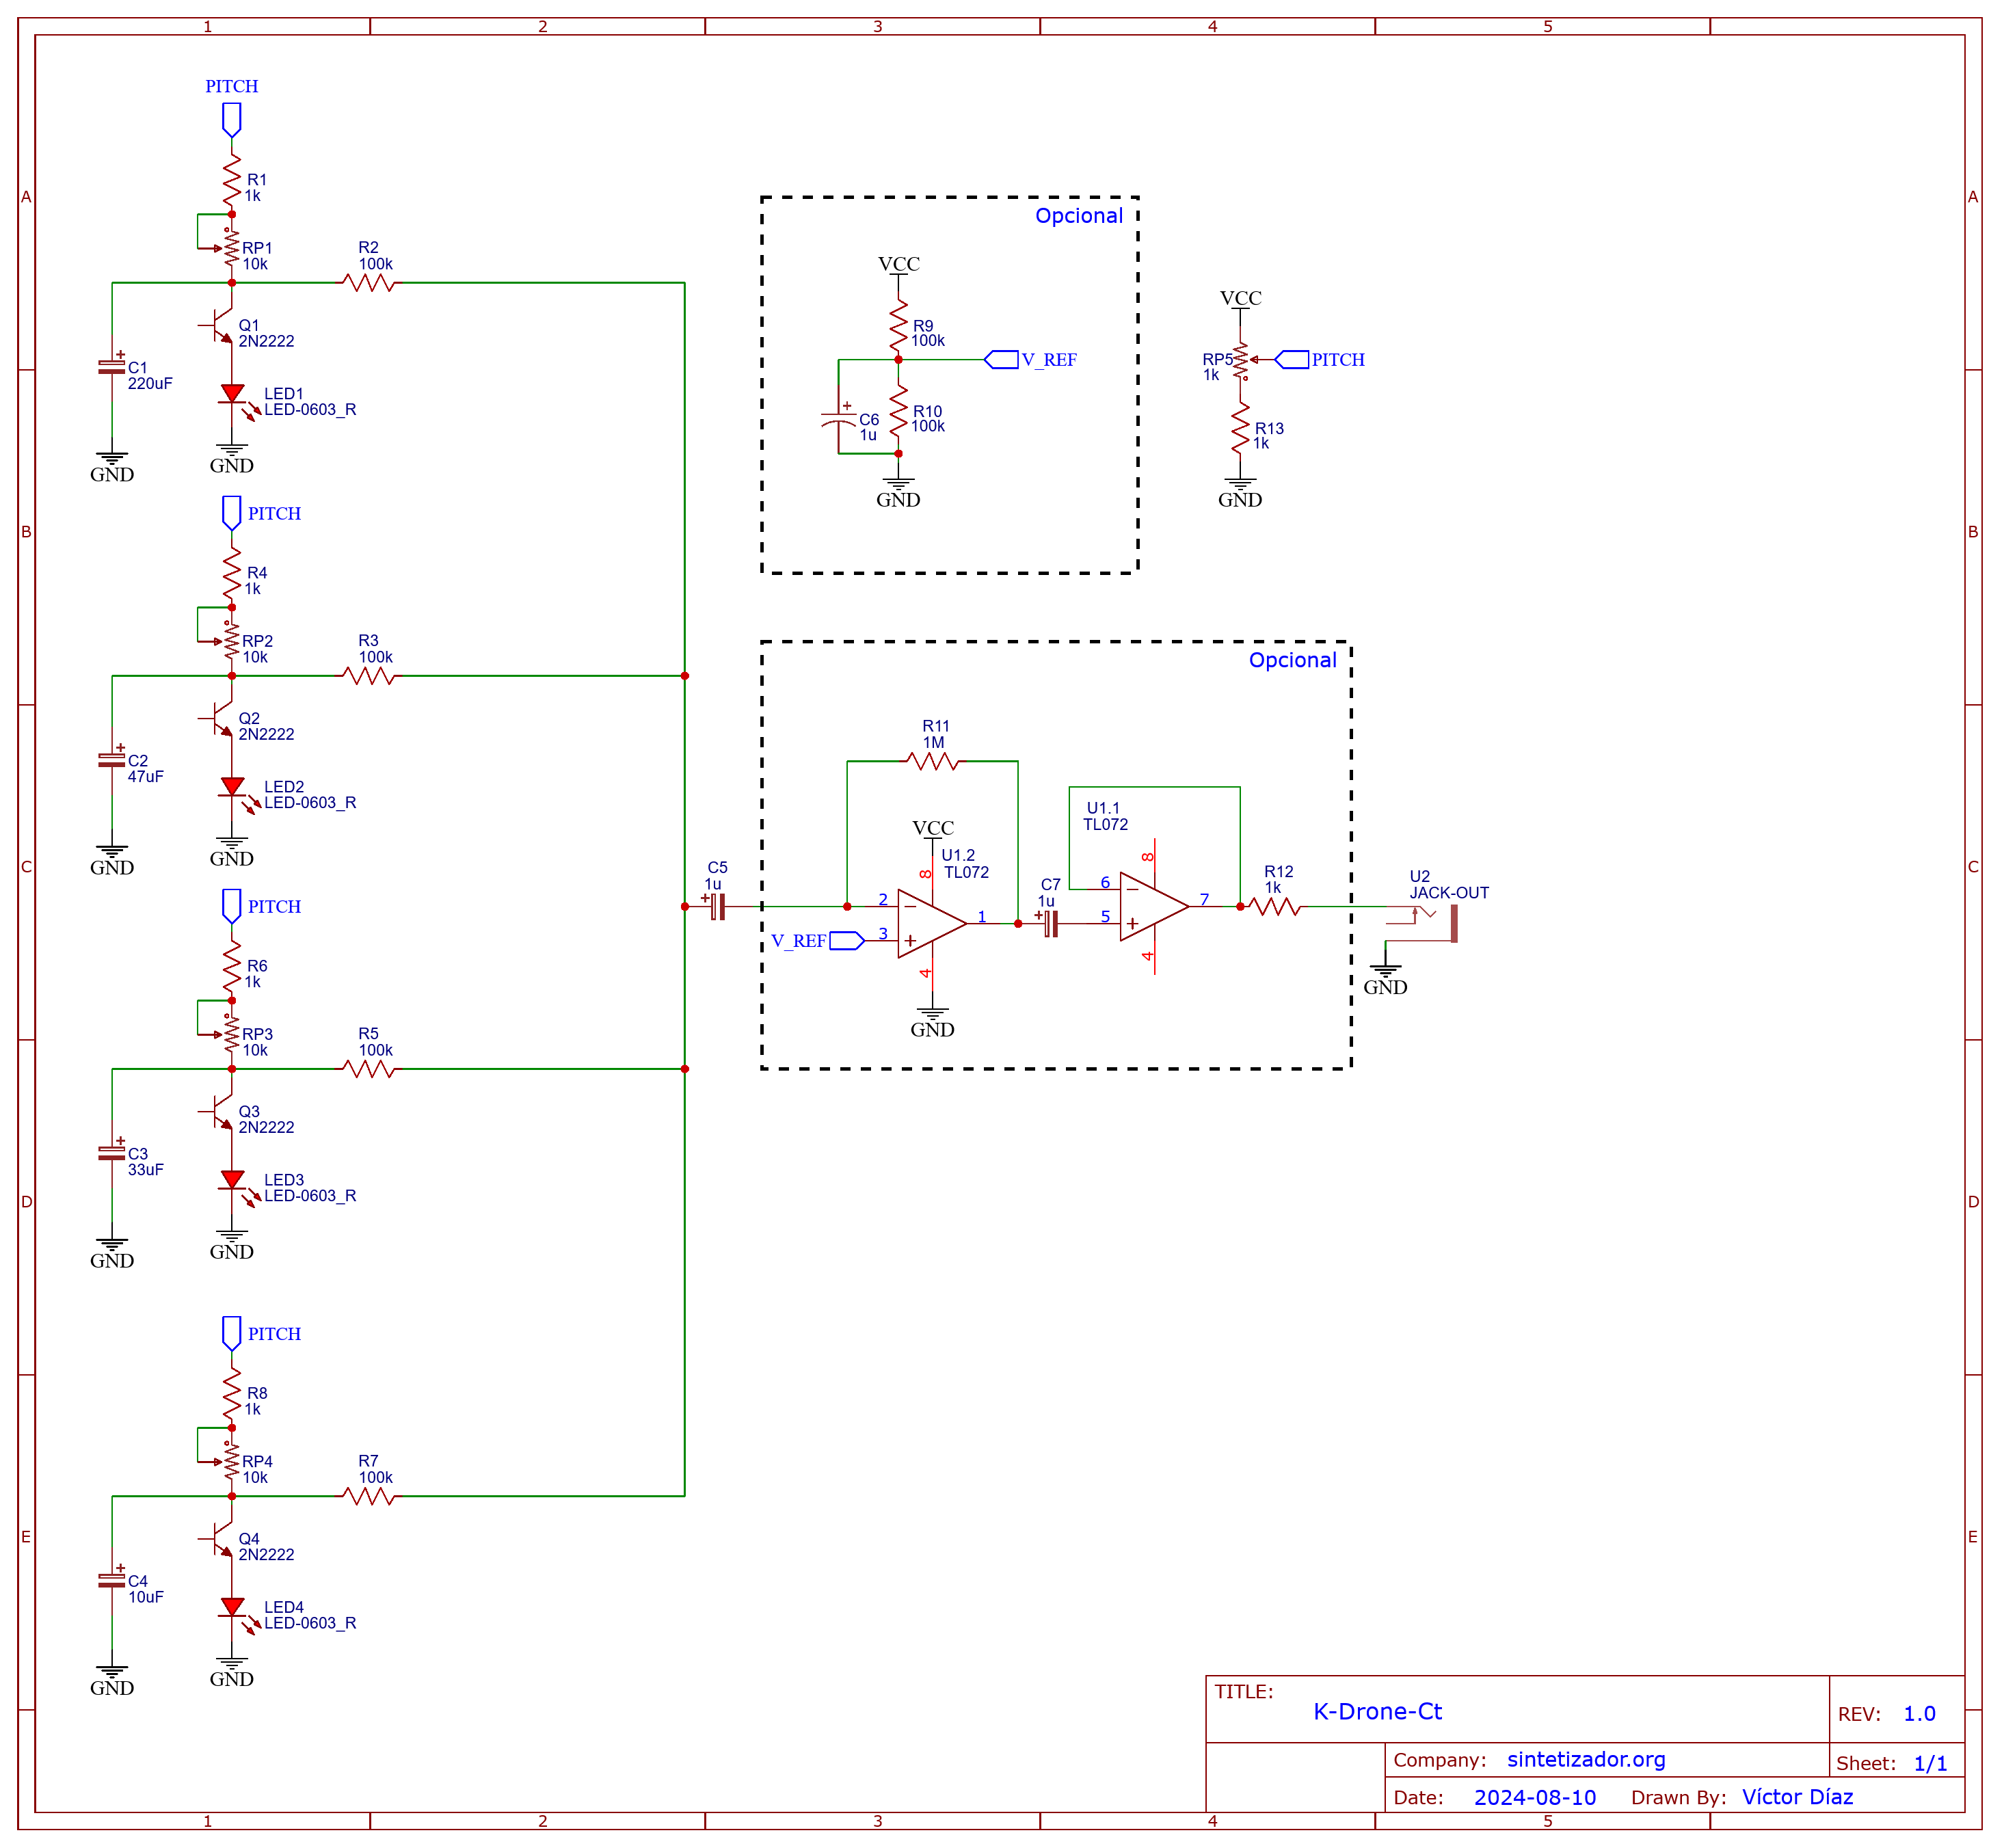 1 2 3 4 5
A A
B B
C C
D D
E E
PITCH
R1
1k
RP1
10k
R2
100k
Q1
2N2222
C1
220uF
LED1
LED-0603_R
GND
GND
PITCH
R4
1k
RP2
10k
R3
100k
Q2
2N2222
C2
47uF
LED2
LED-0603_R
GND
GND
PITCH
R6
1k
RP3
10k
R5
100k
Q3
2N2222
C3
33uF
LED3
LED-0603_R
GND
GND
PITCH
R8
1k
RP4
10k
R7
100k
Q4
2N2222
C4
10uF
LED4
LED-0603_R
GND
GND
Opcional
VCC
R9
100k
V_REF
C6
1u
R10
100k
GND
VCC
RP5
1k
PITCH
R13
1k
GND
Opcional
R11
1M
VCC
U1.2
TL072
8
C5
1u
2
3
1
4
V_REF
GND
U1.1
TL072
8
C7
1u
6
5
7
4
R12
1k
U2
JACK-OUT
GND
TITLE:
K-Drone-Ct
REV: 1.0
Company: sintetizador.org
Sheet: 1/1
Date: 2024-08-10 Drawn By: Víctor Díaz
1 2 3 4 5